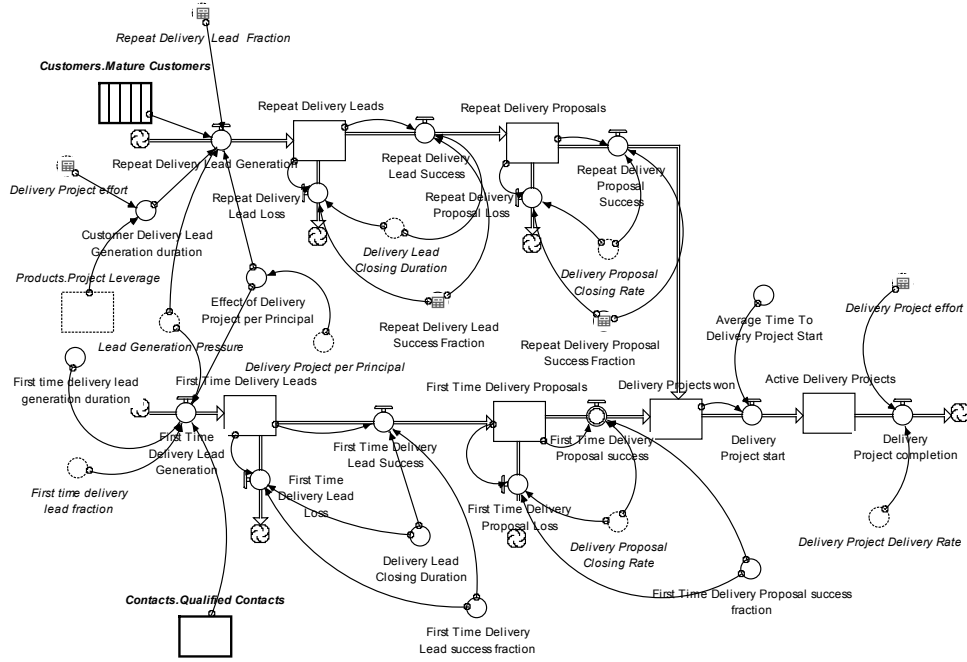 Repeat Delivery Lead Fraction
Customers.Mature Customers
Repeat Delivery Leads
Repeat Delivery Proposals
Repeat Delivery Lead Generation
Repeat Delivery
Lead Success
Repeat Delivery
Proposal
Success
Delivery Project effort
Repeat Delivery
Lead Loss
Repeat Delivery
Proposal Loss
Customer Delivery Lead
Generation duration
Delivery Lead
Closing Duration
Delivery Proposal
Closing Rate
Products.Project Leverage
Effect of Delivery
Project per Principal
Repeat Delivery Lead
Success Fraction
Repeat Delivery Proposal
Success Fraction
Average Time To
Delivery Project Start
Delivery Project effort
Lead Generation Pressure
Delivery Project per Principal
First time delivery lead
generation duration
First Time Delivery Leads
First Time Delivery Proposals
Delivery Projects won
Active Delivery Projects
First Time
Delivery Lead
Generation
First Time Delivery
Lead Success
First Time Delivery
Proposal success
Delivery
Project start
Delivery
Project completion
First time delivery
lead fraction
First Time
Delivery Lead
Loss
First Time Delivery
Proposal Loss
Delivery Lead
Closing Duration
Delivery Proposal
Closing Rate
Delivery Project Delivery Rate
Contacts.Qualified Contacts
First Time Delivery Proposal success
fraction
First Time Delivery
Lead success fraction